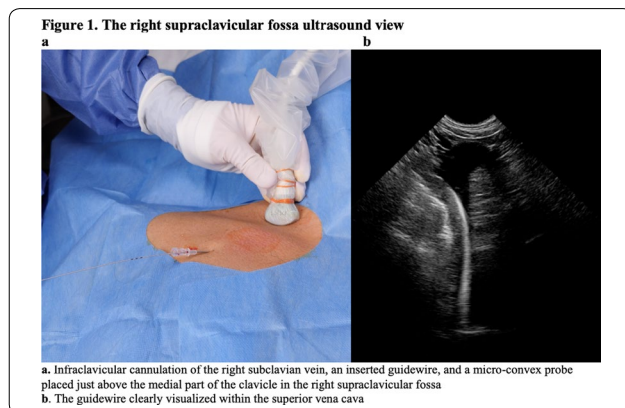 Figure 1. The right supraclavicular fossa ultrasound view
a b
a. Infraclavicular cannulation of the right subclavian vein, an inserted guidewire, and a micro-convex probe
placed just above the medial part of the clavicle in the right supraclavicular fossa
b. The guidewire clearly visualized within the superior vena cava